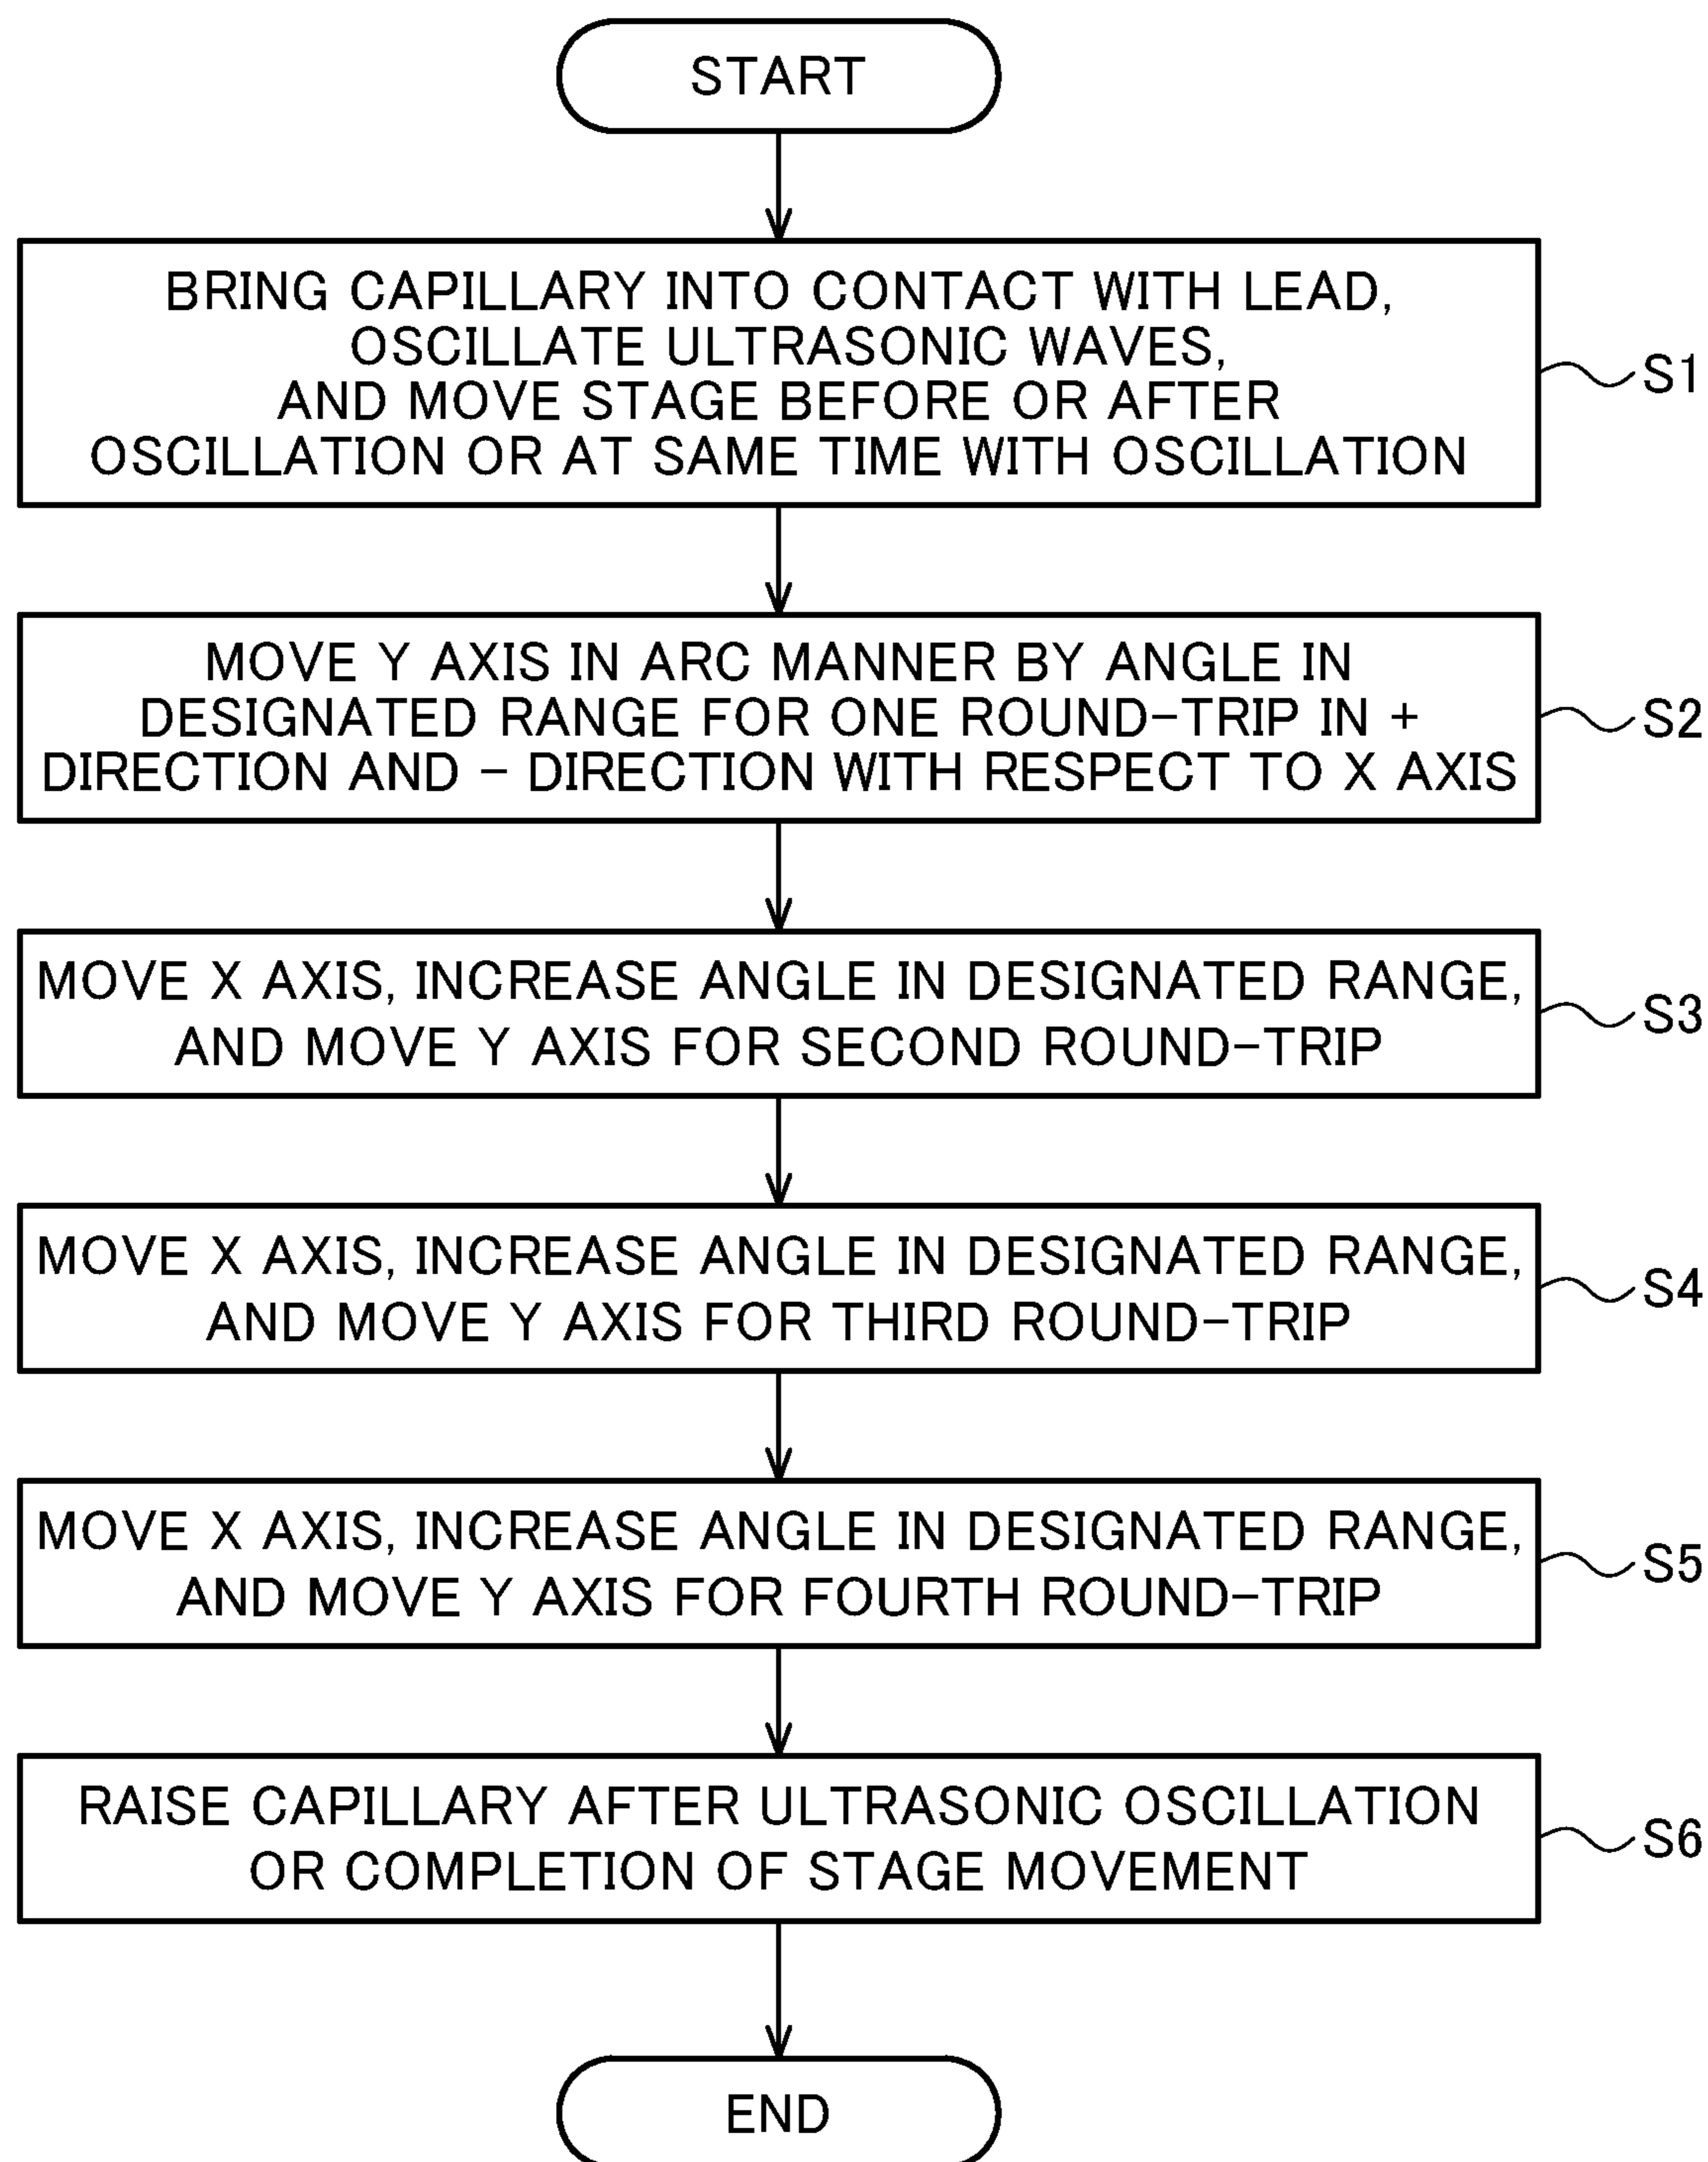 START
BRING CAPILLARY INTO CONTACT WITH LEAD,
OSCILLATE ULTRASONIC WAVES,
AND MOVE STAGE BEFORE OR AFTER
OSCILLATION OR AT SAME TIME WITH OSCILLATION
S1
MOVE Y AXIS IN ARC MANNER BY ANGLE IN
DESIGNATED RANGE FOR ONE ROUND-TRIP IN +
DIRECTION AND - DIRECTION WITH RESPECT TO X AXIS
S2
MOVE X AXIS, INCREASE ANGLE IN DESIGNATED RANGE,
AND MOVE Y AXIS FOR SECOND ROUND-TRIP
S3
MOVE X AXIS, INCREASE ANGLE IN DESIGNATED RANGE,
AND MOVE Y AXIS FOR THIRD ROUND-TRIP
S4
MOVE X AXIS, INCREASE ANGLE IN DESIGNATED RANGE,
AND MOVE Y AXIS FOR FOURTH ROUND-TRIP
S5
RAISE CAPILLARY AFTER ULTRASONIC OSCILLATION
OR COMPLETION OF STAGE MOVEMENT
S6
END